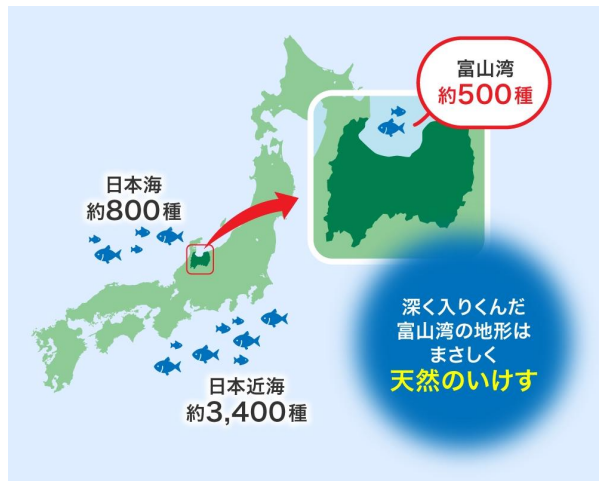 富山湾
約500種
日本海
約800種
深く入りくんだ
富山湾の地形は
まさしく
天然のいけす
日本近海
約3,400種